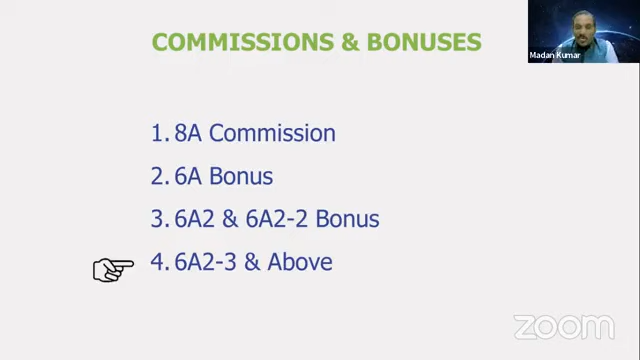 COMMISSIONS & BONUSES
Madan Kumar
1. 8A Commission
2. 6A Bonus
3. 6A2 & 6A2-2 Bonus
4. 6A2-3 & Above
zoom